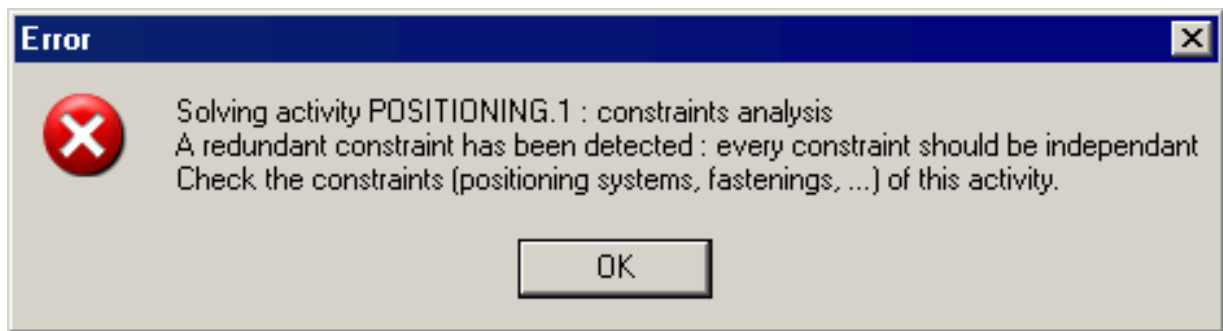 Error
Solving activity POSITIONING.1 : constraints analysis
A redundant constraint has been detected : every constraint should be independant
Check the constraints (positioning systems, fastenings, ...) of this activity.
OK